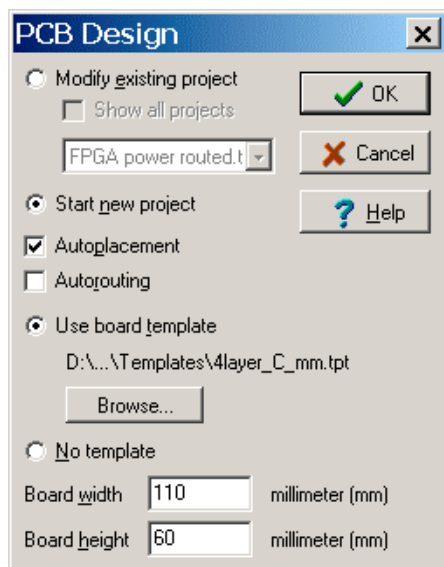 PCB Design
Modify existing project
OK
Show all projects
FPGA power routed.t
Cancel
Start new project
Help
Autoplacement
Autorouting
Use board template
D:\...\Templates\4layer_C_mm.tpt
Browse...
No template
Board width 110 millimeter (mm)
Board height 60 millimeter (mm)